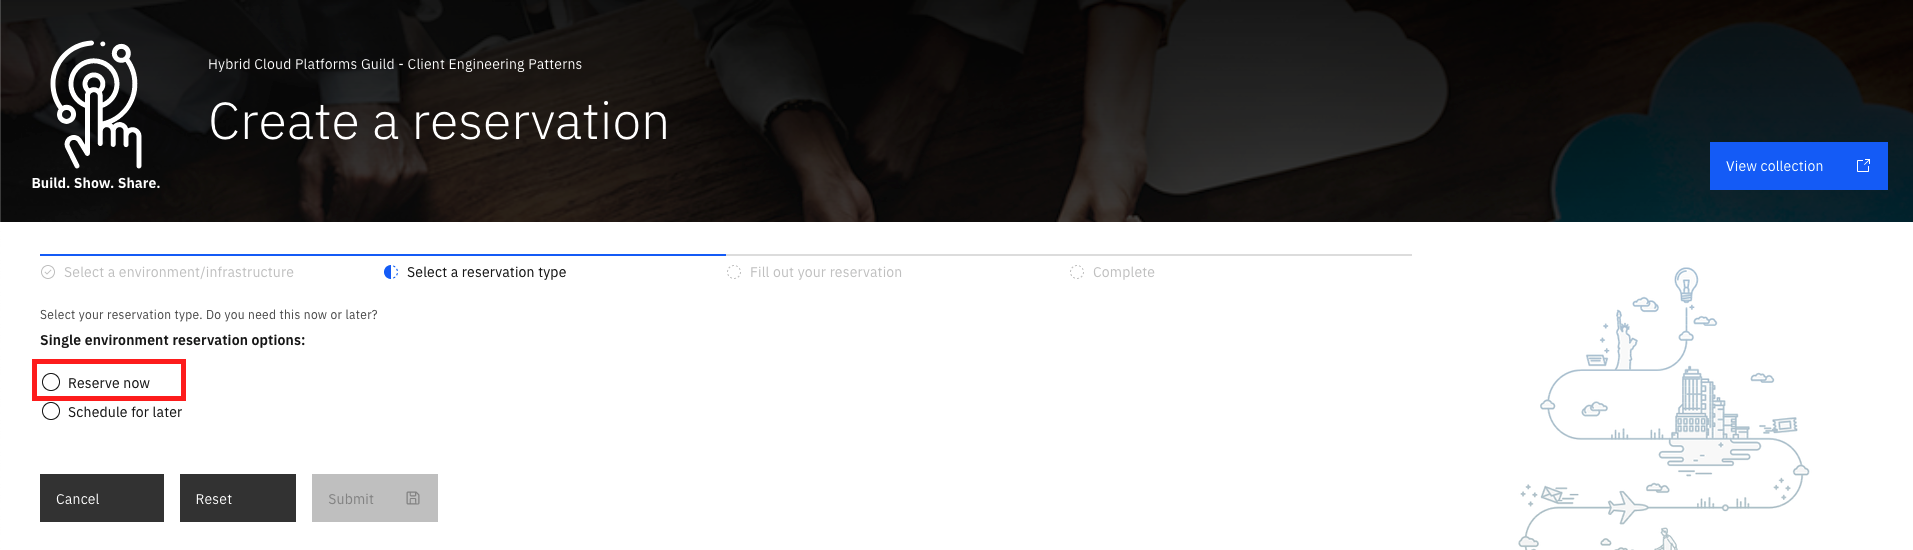 Hybrid Cloud Platforms Guild - Client Engineering Patterns
Create a reservation
Build. Show. Share.
View collection
Select a environment/infrastructure
Select a reservation type
Fill out your reservation
Complete
Select your reservation type. Do you need this now or later?
Single environment reservation options:
Reserve now
Schedule for later
Cancel
Reset
Submit